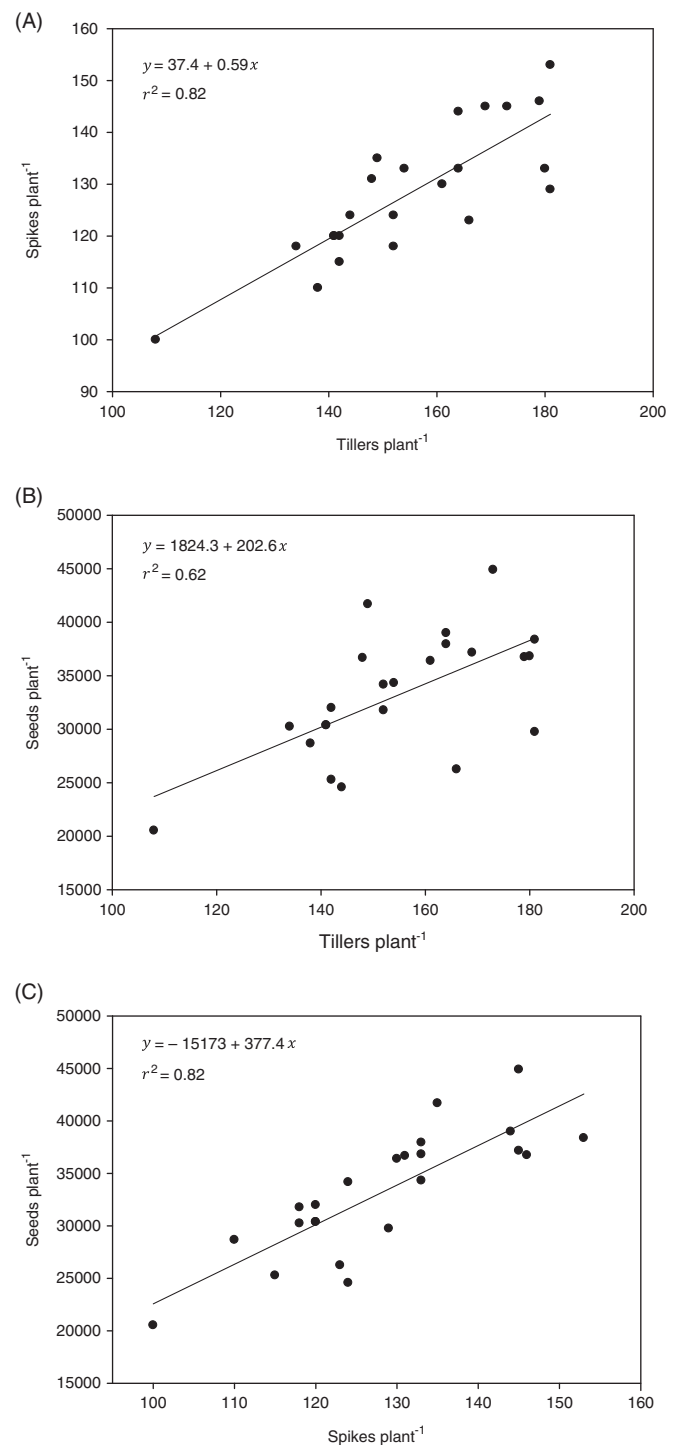 (A)
160
150
140
130
120
110
100
90
Spikes plant⁻¹
y = 37.4 + 0.59x
r² = 0.82
100 120 140 160 180 200
Tillers plant⁻¹
(B)
50000
45000
40000
35000
30000
25000
20000
15000
Seeds plant⁻¹
y = 1824.3 + 202.6x
r² = 0.62
100 120 140 160 180 200
Tillers plant⁻¹
(C)
50000
45000
40000
35000
30000
25000
20000
15000
Seeds plant⁻¹
y = – 15173 + 377.4x
r² = 0.82
100 110 120 130 140 150 160
Spikes plant⁻¹